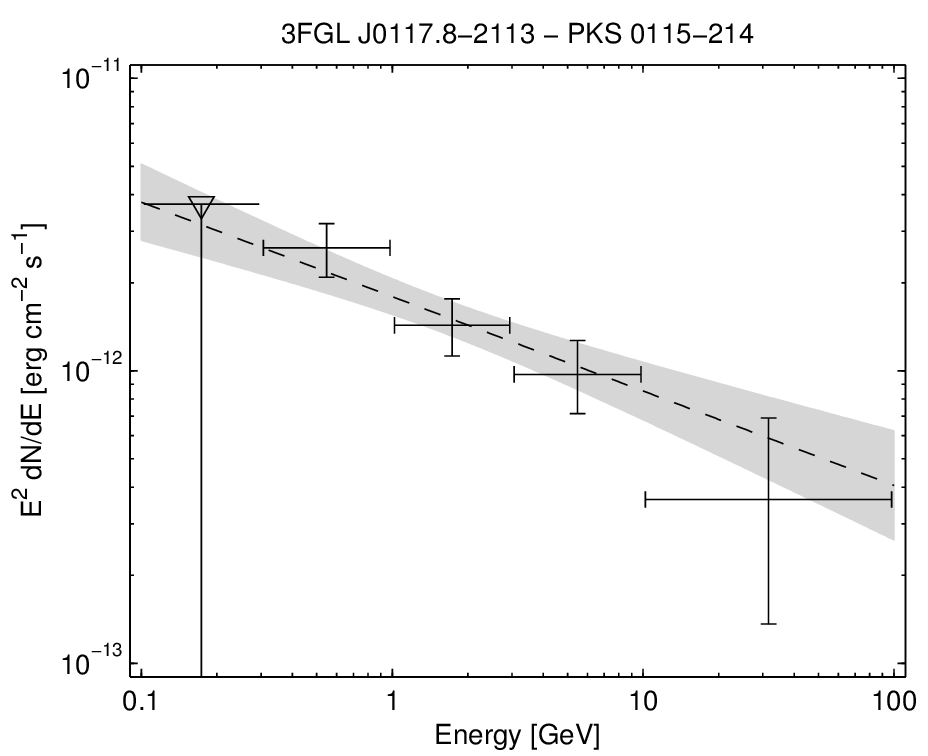 3FGL J0117.8−2113 − PKS 0115−214
E² dN/dE [erg cm⁻² s⁻¹]
10⁻¹¹
10⁻¹²
10⁻¹³
0.1 1 10 100
Energy [GeV]